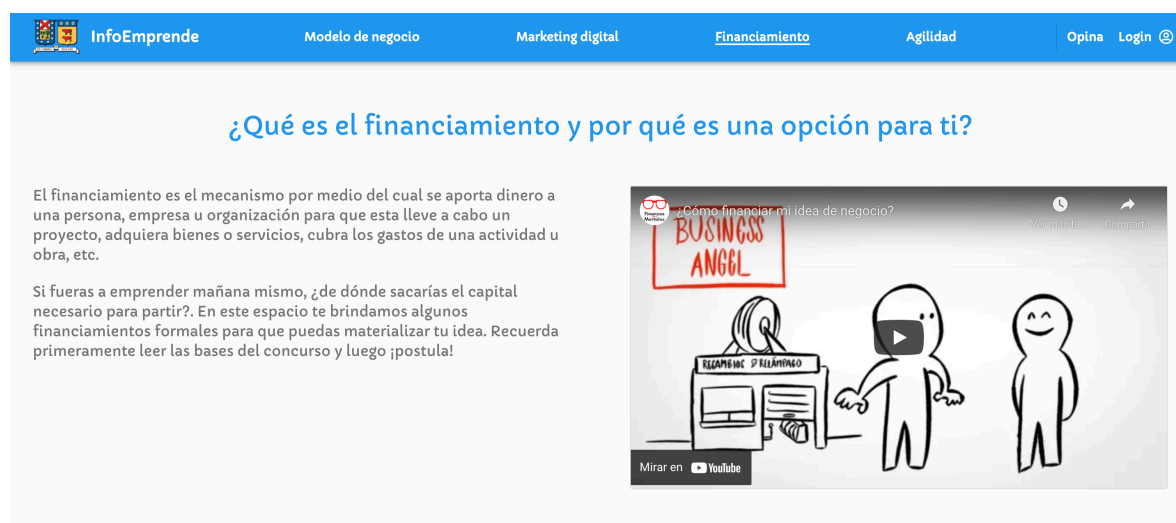 InfoEmprende
Modelo de negocio
Marketing digital
Financiamiento
Agilidad
Opina
Login
¿Qué es el financiamiento y por qué es una opción para ti?
El financiamiento es el mecanismo por medio del cual se aporta dinero a
una persona, empresa u organización para que esta lleve a cabo un
proyecto, adquiera bienes o servicios, cubra los gastos de una actividad u
obra, etc.
Si fueras a emprender mañana mismo, ¿de dónde sacarías el capital
necesario para partir?. En este espacio te brindamos algunos
financiamientos formales para que puedas materializar tu idea. Recuerda
primeramente leer las bases del concurso y luego ¡postula!
¿Cómo financiar mi idea de negocio?
Ver más ta...
Compartir
BUSINESS
ANGEL
RECAMBIOS RELÁMPAGO
Mirar en YouTube